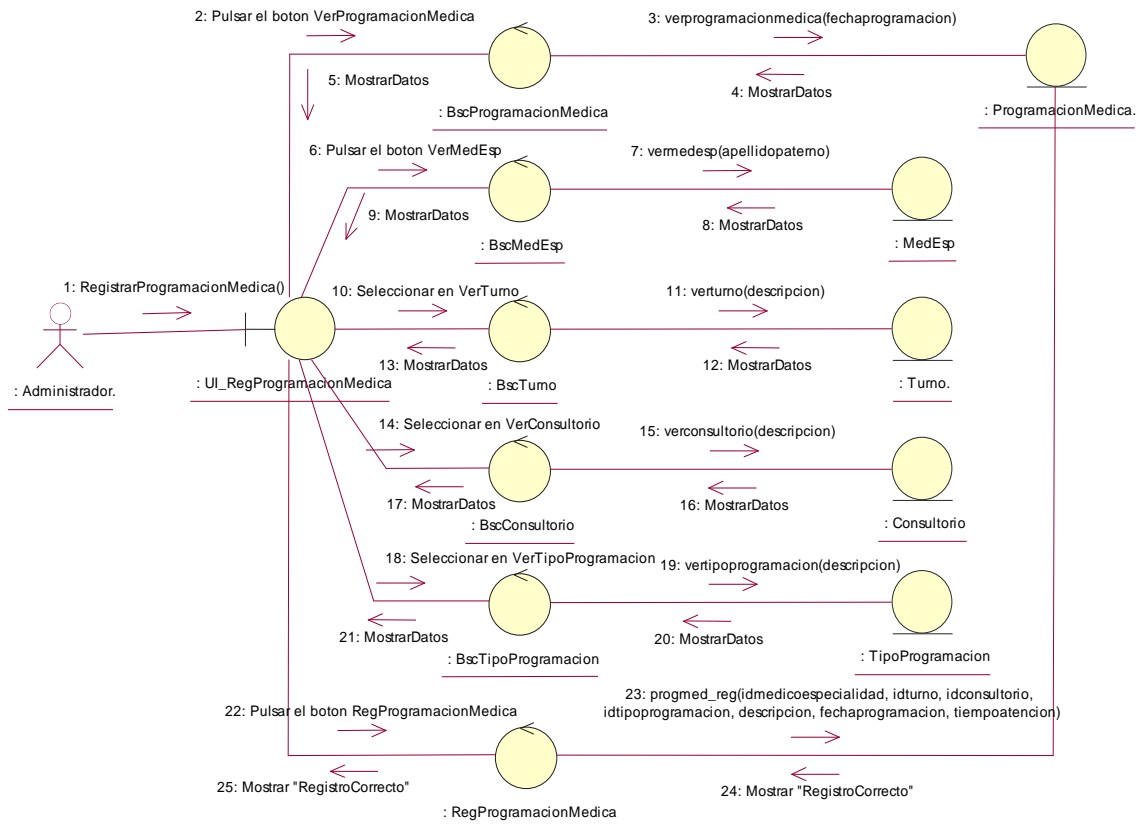 2: Pulsar el boton VerProgramacionMedica
3: verprogramacionmedica(fechaprogramacion)
5: MostrarDatos
4: MostrarDatos
: BscProgramacionMedica
: ProgramacionMedica.
6: Pulsar el boton VerMedEsp
7: vermedesp(apellidopaterno)
9: MostrarDatos
8: MostrarDatos
: BscMedEsp
: MedEsp
1: RegistrarProgramacionMedica()
10: Seleccionar en VerTurno
11: verturno(descripcion)
13: MostrarDatos
12: MostrarDatos
: Administrador.
: UI_RegProgramacionMedica
: BscTurno
: Turno.
14: Seleccionar en VerConsultorio
15: verconsultorio(descripcion)
17: MostrarDatos
16: MostrarDatos
: BscConsultorio
: Consultorio
18: Seleccionar en VerTipoProgramacion
19: vertipoprogramacion(descripcion)
21: MostrarDatos
20: MostrarDatos
: BscTipoProgramacion
: TipoProgramacion
22: Pulsar el boton RegProgramacionMedica
23: progmed_reg(idmedicoespecialidad, idturno, idconsultorio,
idtipoprogramacion, descripcion, fechaprogramacion, tiempoatencion)
25: Mostrar "RegistroCorrecto"
24: Mostrar "RegistroCorrecto"
: RegProgramacionMedica